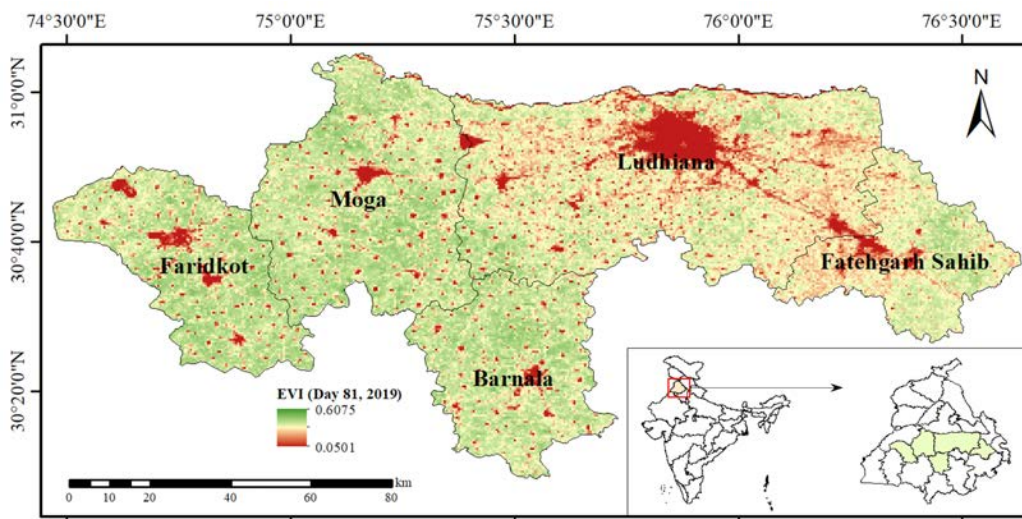 74°30'0"E
75°0'0"E
75°30'0"E
76°0'0"E
76°30'0"E
31°0'0"N
30°40'0"N
30°20'0"N
N
Ludhiana
Moga
Faridkot
Fatehgarh Sahib
Barnala
EVI (Day 81, 2019)
0.6075
0.0501
km
0 10 20 40 60 80